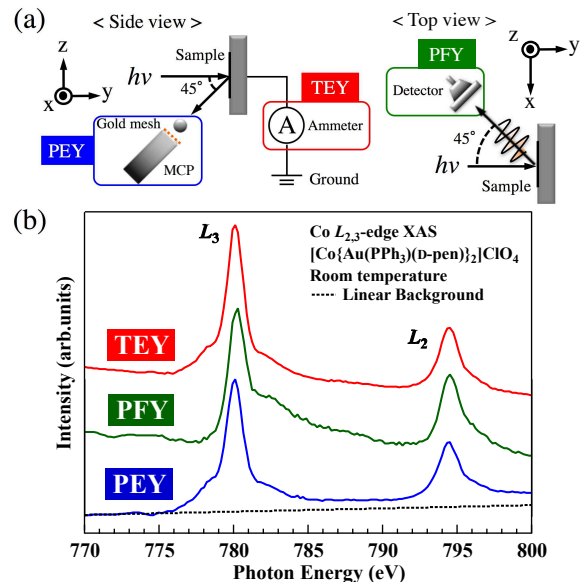 (a)
< Side view >
Sample
z
y
x
hν
45°
Gold mesh
MCP
PEY
TEY
A
Ammeter
Ground
< Top view >
PFY
Detector
z
y
x
45°
hν
Sample
(b)
L3
Co L2,3-edge XAS
[Co{Au(PPh3)(D-pen)}2]ClO4
Room temperature
Linear Background
L2
TEY
PFY
PEY
Intensity (arb.units)
770 775 780 785 790 795 800
Photon Energy (eV)